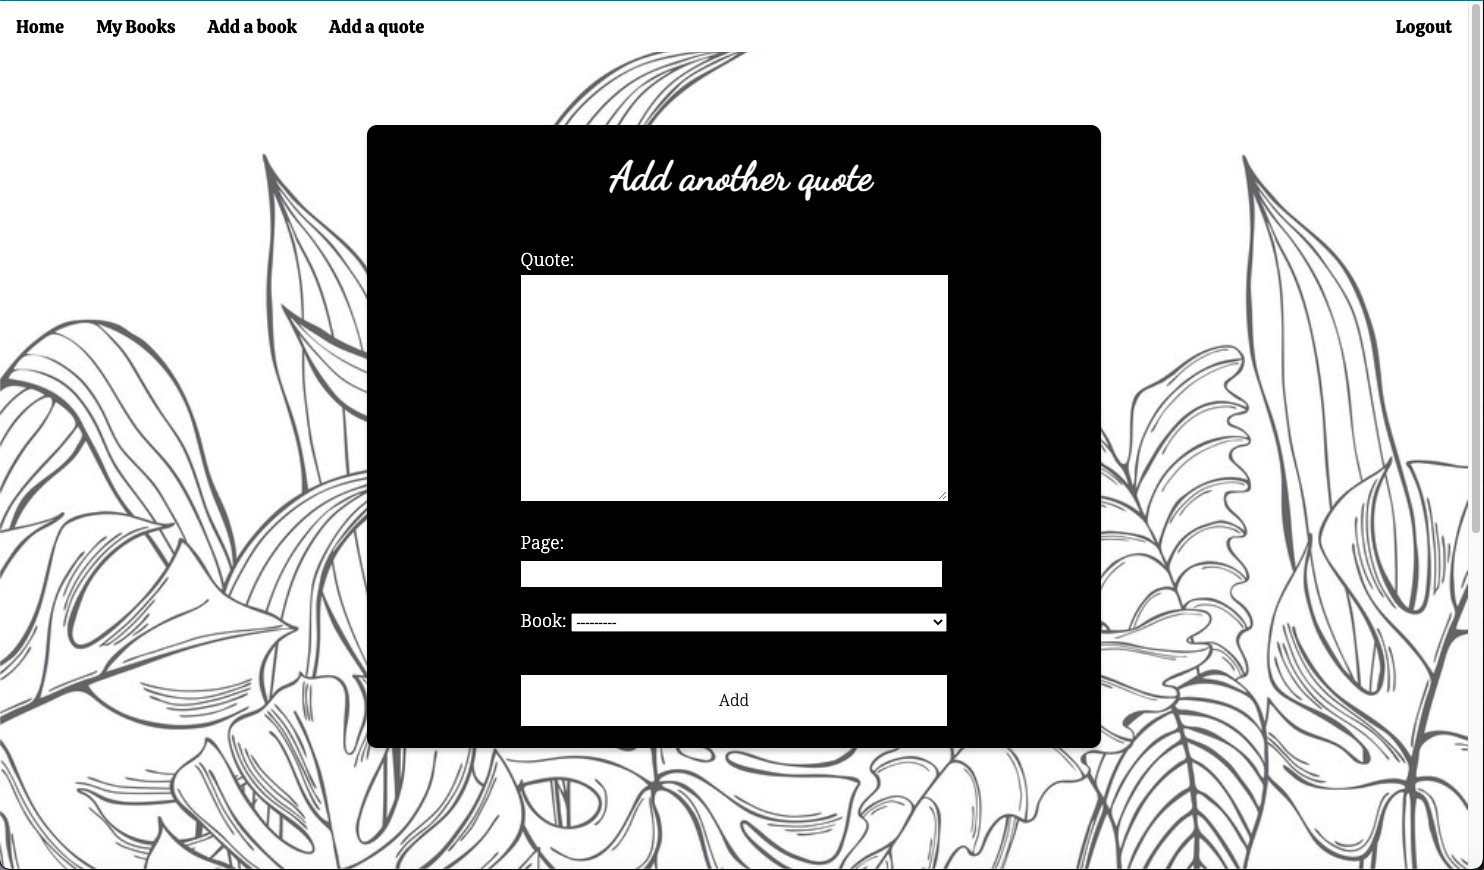 Home My Books Add a book Add a quote Logout
Add another quote
Quote:
Page:
Book: ---------
Add